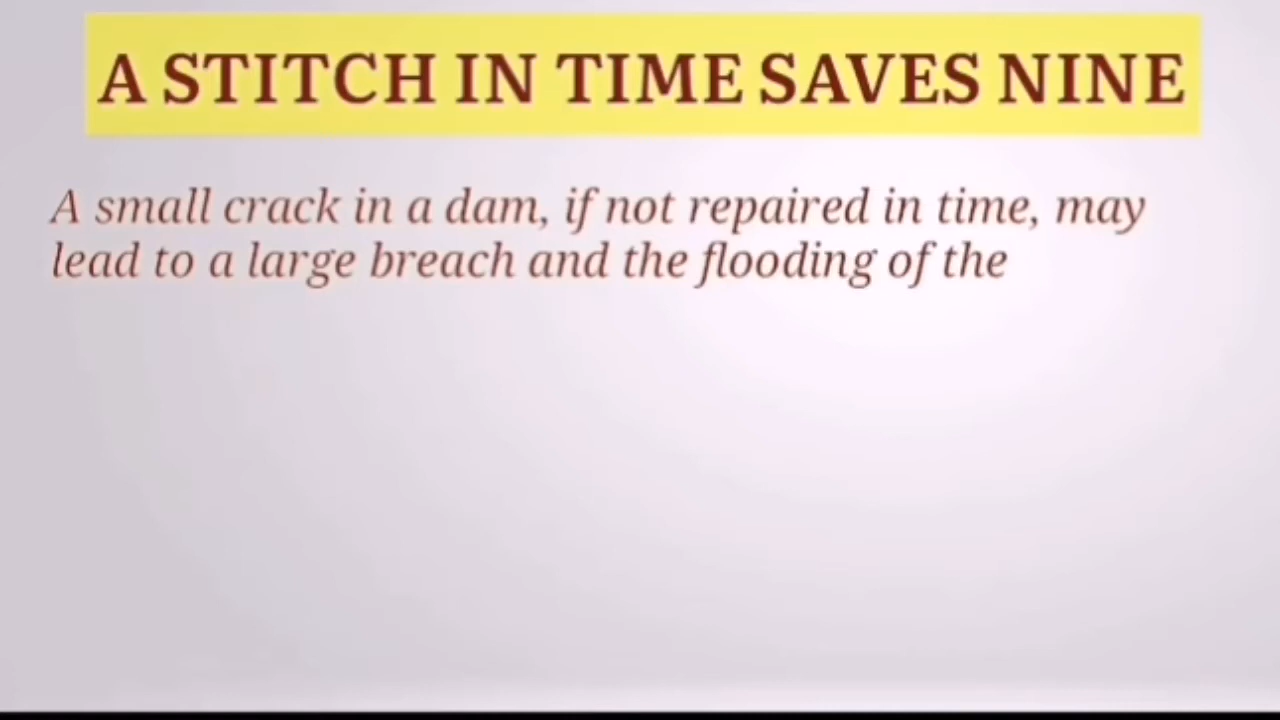 A STITCH IN TIME SAVES NINE
A small crack in a dam, if not repaired in time, may
lead to a large breach and the flooding of the